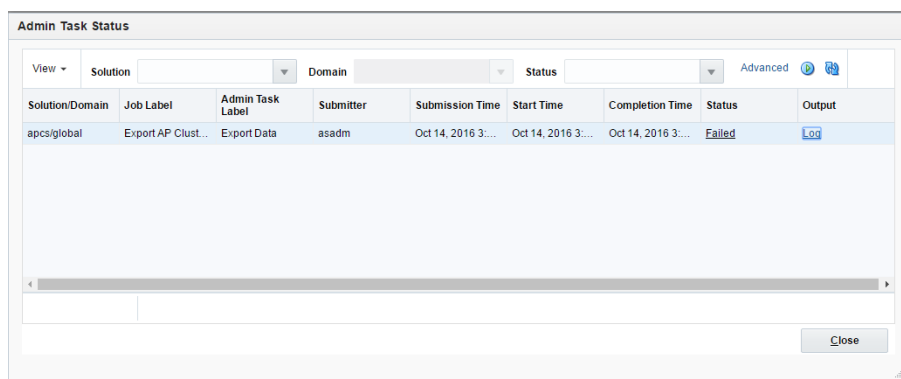 Admin Task Status
View Solution Domain Status Advanced
Solution/Domain Job Label Admin Task Label Submitter Submission Time Start Time Completion Time Status Output
apcs/global Export AP Clust... Export Data asadm Oct 14, 2016 3:... Oct 14, 2016 3:... Oct 14, 2016 3:... Failed Log
Close